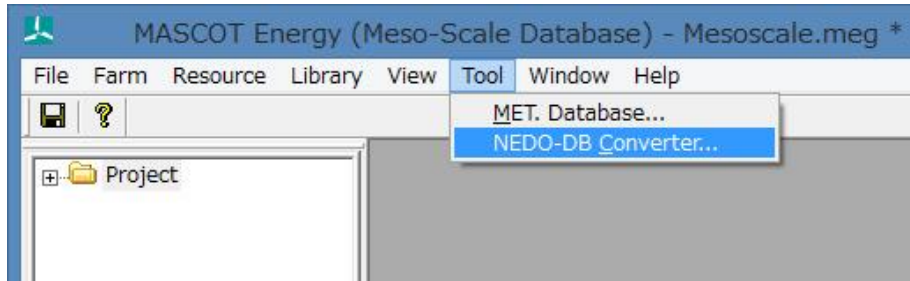 MASCOT Energy (Meso-Scale Database) - Mesoscale.meg *
File Farm Resource Library View Tool Window Help
MET. Database...
NEDO-DB Converter...
Project